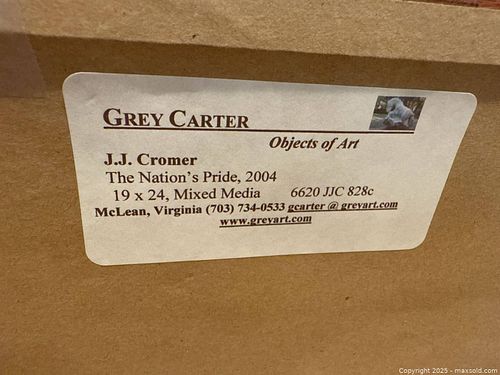 GREY CARTER
Objects of Art
J.J. Cromer
The Nation's Pride, 2004
19 x 24, Mixed Media 6620 JJC 828c
McLean, Virginia (703) 734-0533 gcarter @ greyart.com
www.greyart.com
Copyright 2025 - maxsold.com